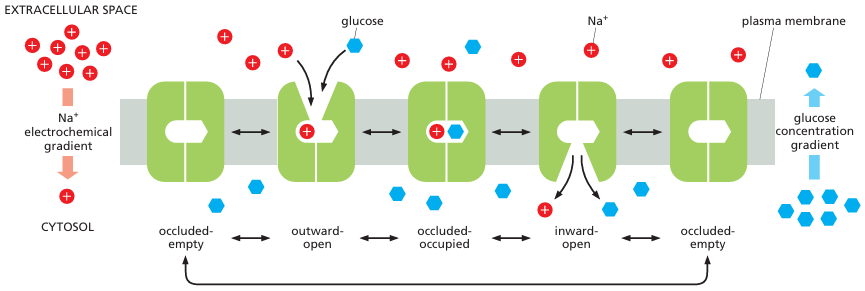 EXTRACELLULAR SPACE
glucose
Na⁺
plasma membrane
Na⁺
electrochemical
gradient
glucose
concentration
gradient
CYTOSOL
occluded-
empty
outward-
open
occluded-
occupied
inward-
open
occluded-
empty